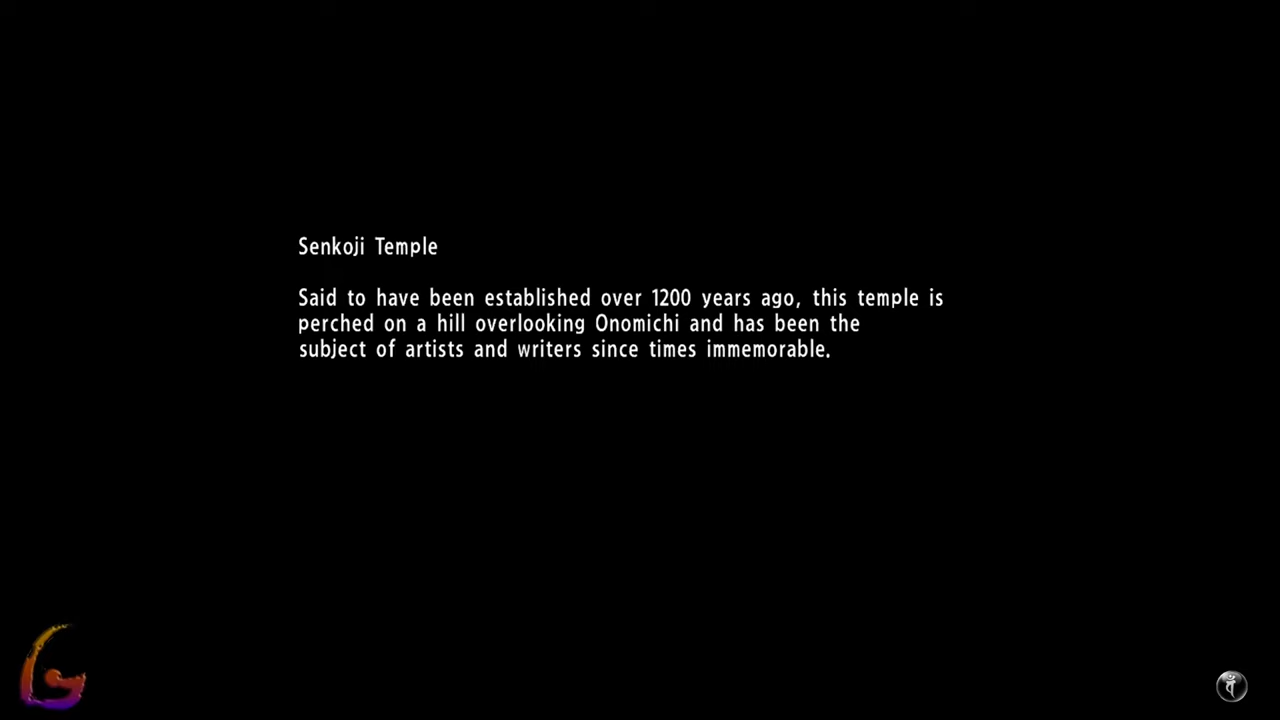 Senkoji Temple
Said to have been established over 1200 years ago, this temple is
perched on a hill overlooking Onomichi and has been the
subject of artists and writers since times immemorable.